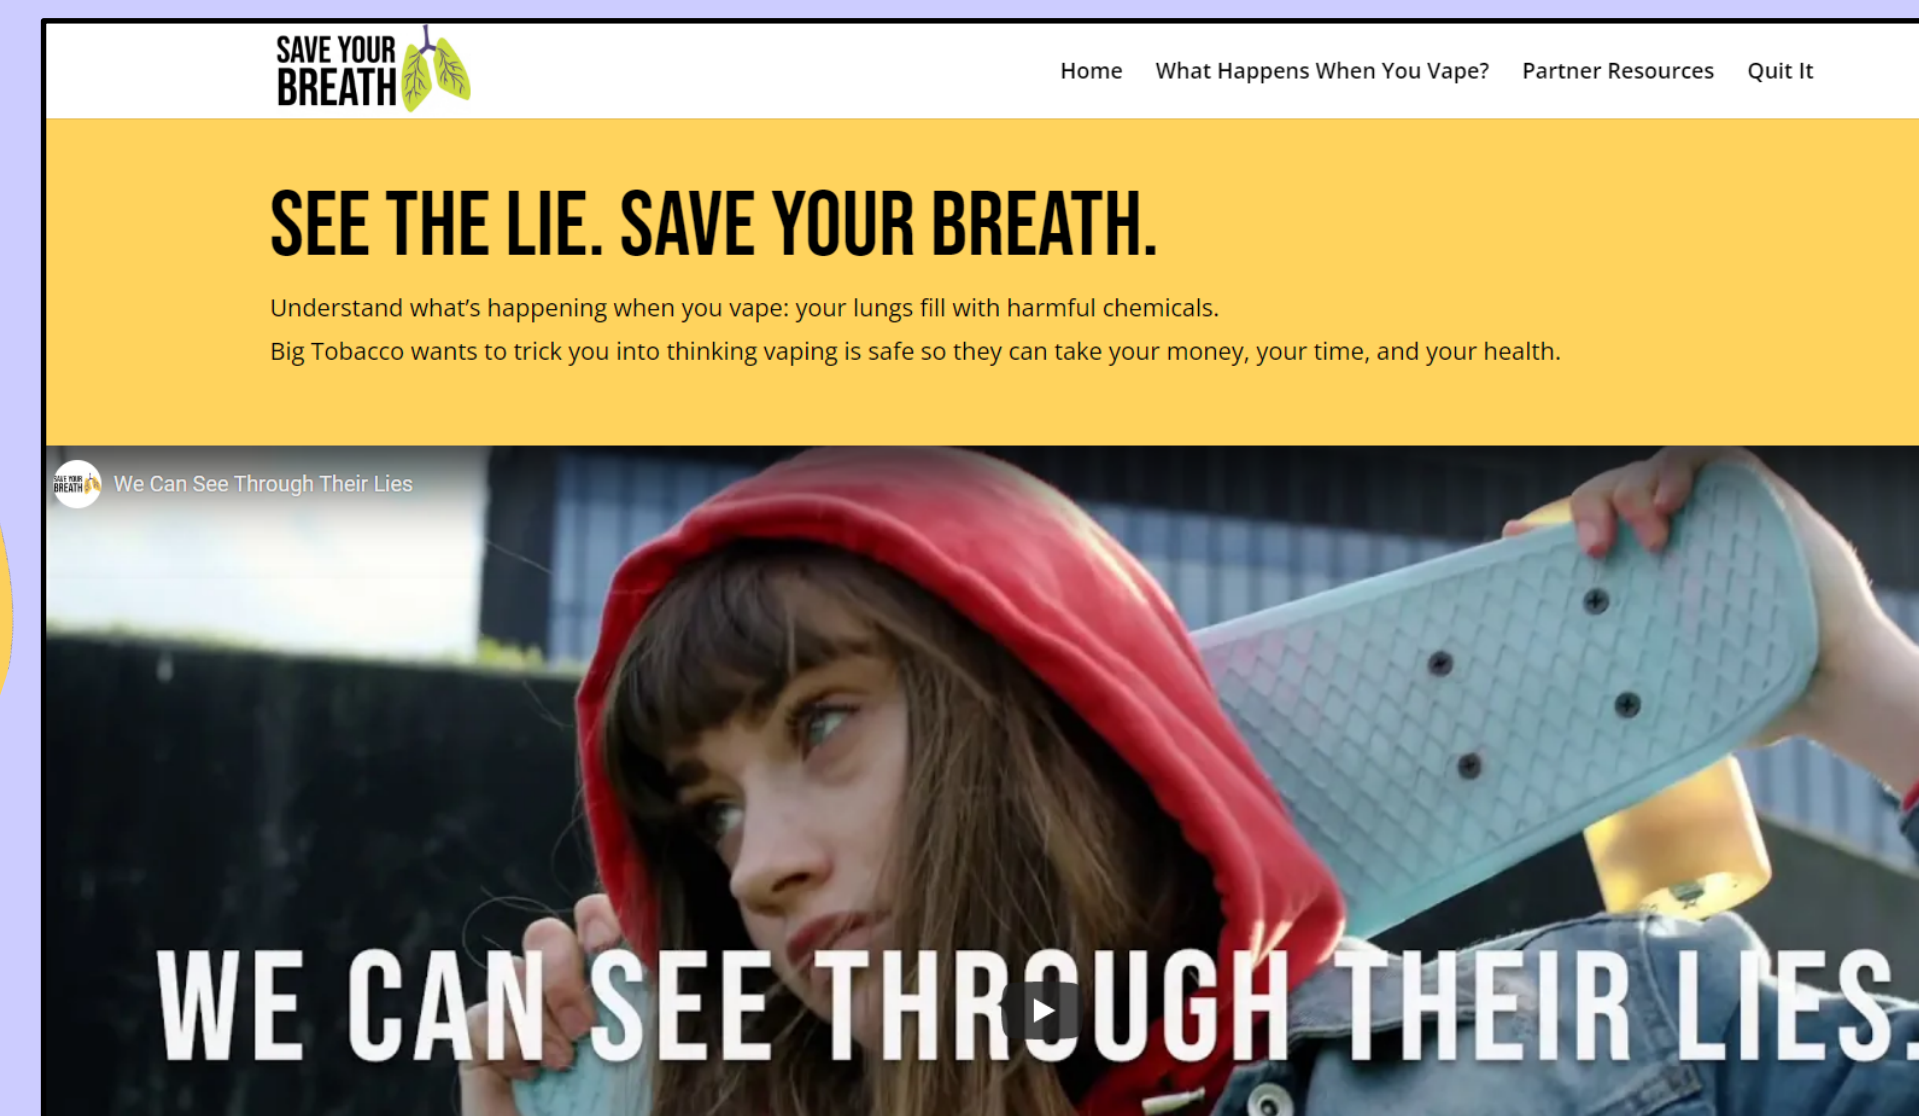 SAVE YOUR
BREATH
Home What Happens When You Vape? Partner Resources Quit It
SEE THE LIE. SAVE YOUR BREATH.
Understand what’s happening when you vape: your lungs fill with harmful chemicals.
Big Tobacco wants to trick you into thinking vaping is safe so they can take your money, your time, and your health.
SAVE YOUR
BREATH
We Can See Through Their Lies
WE CAN SEE THROUGH THEIR LIES.